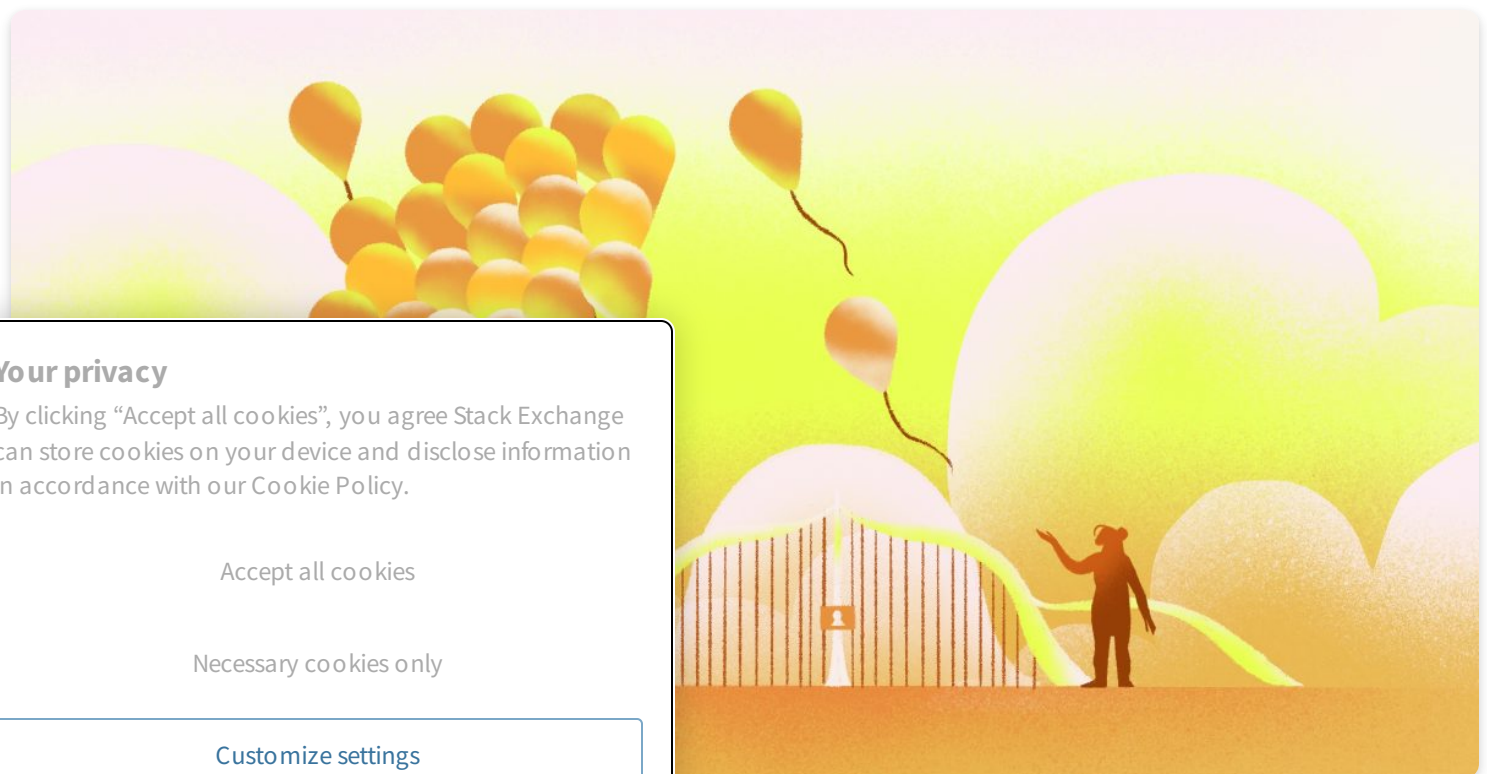 Your privacy
By clicking “Accept all cookies”, you agree Stack Exchange
can store cookies on your device and disclose information
in accordance with our Cookie Policy.
Accept all cookies
Necessary cookies only
Customize settings